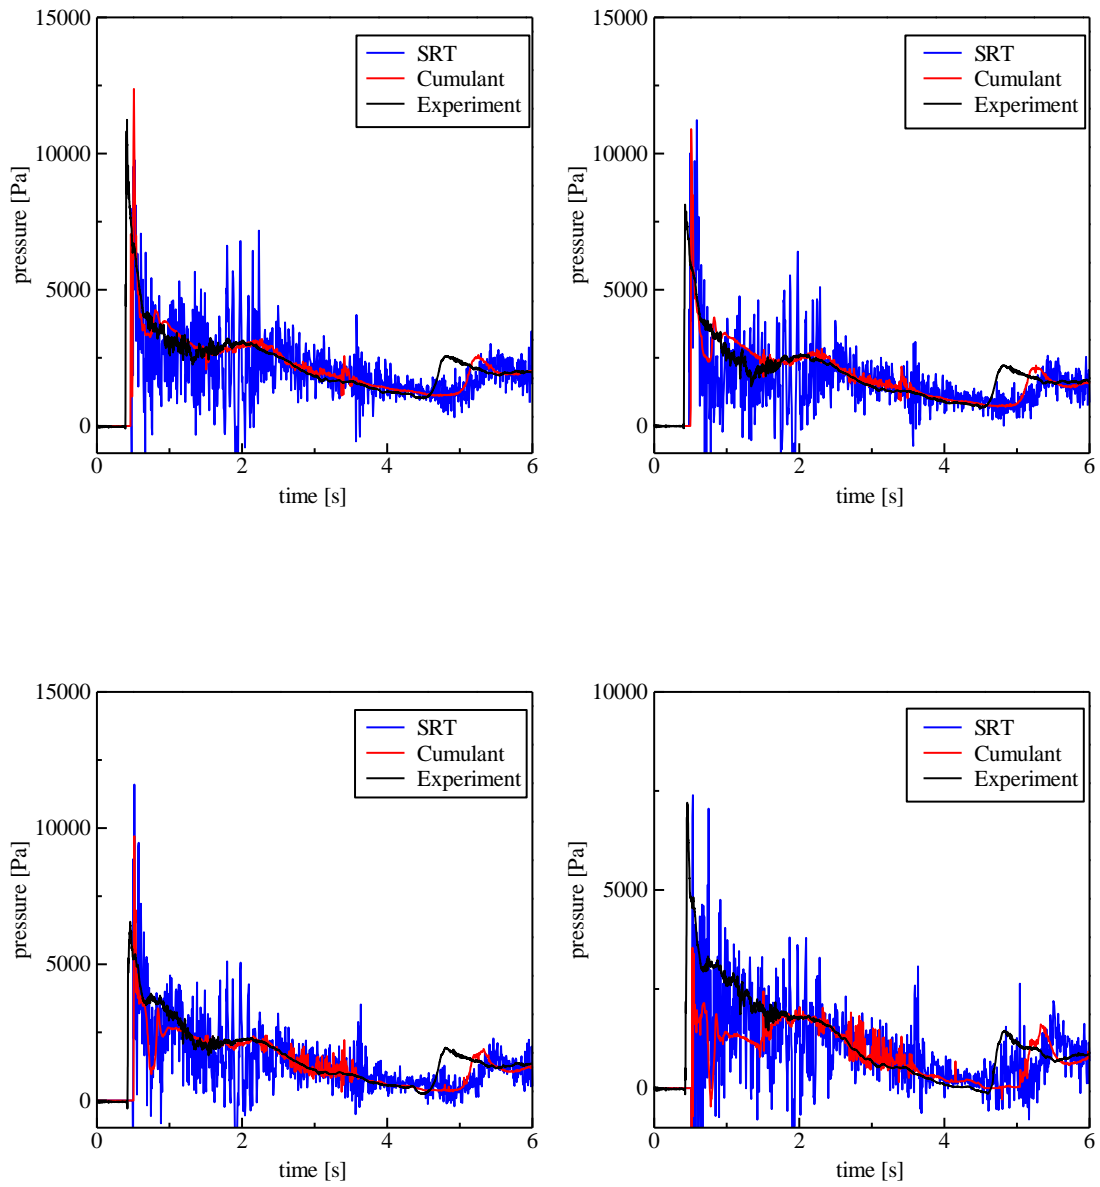 15000
10000
5000
0
pressure [Pa]
SRT
Cumulant
Experiment
0 2 4 6
time [s]
15000
10000
5000
0
pressure [Pa]
SRT
Cumulant
Experiment
0 2 4 6
time [s]
15000
10000
5000
0
pressure [Pa]
SRT
Cumulant
Experiment
0 2 4 6
time [s]
10000
5000
0
pressure [Pa]
SRT
Cumulant
Experiment
0 2 4 6
time [s]